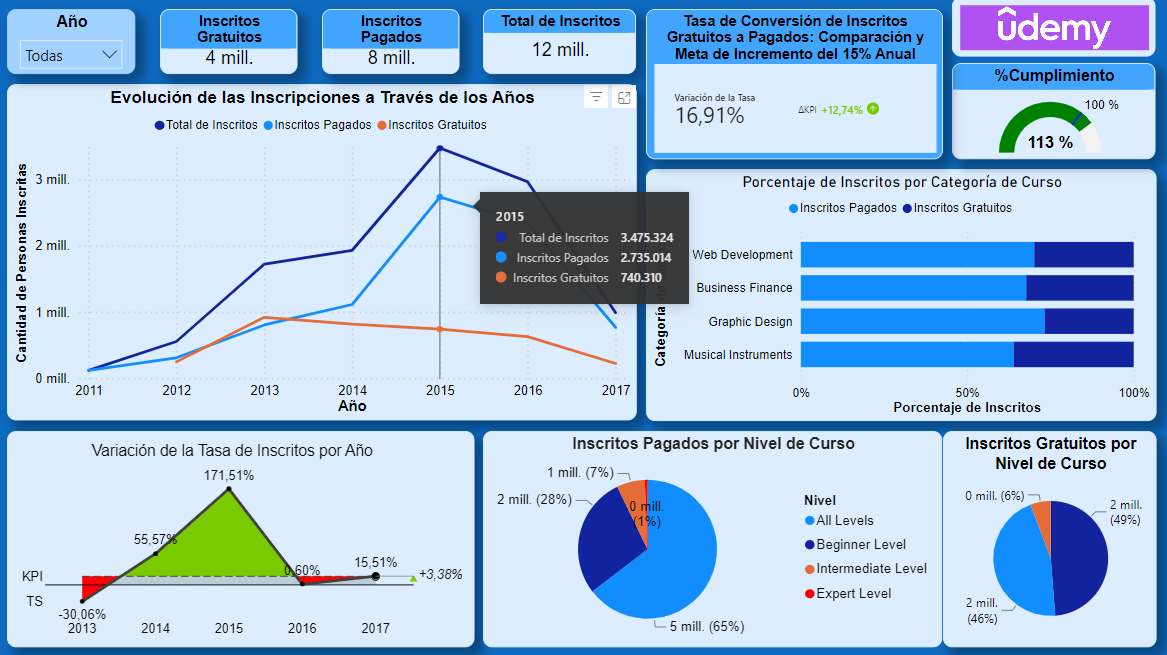 Año
Todas
Inscritos
Gratuitos
4 mill.
Inscritos
Pagados
8 mill.
Total de Inscritos
12 mill.
Tasa de Conversión de Inscritos
Gratuitos a Pagados: Comparación y
Meta de Incremento del 15% Anual
Variación de la Tasa
16,91%
ΔKPI +12,74%
ûdemy
%Cumplimiento
100 %
113 %
Evolución de las Inscripciones a Través de los Años
Total de Inscritos Inscritos Pagados Inscritos Gratuitos
Cantidad de Personas Inscritas
3 mill.
2 mill.
1 mill.
0 mill.
2011 2012 2013 2014 2015 2016 2017
Año
2015
Total de Inscritos 3.475.324
Inscritos Pagados 2.735.014
Inscritos Gratuitos 740.310
Porcentaje de Inscritos por Categoría de Curso
Inscritos Pagados Inscritos Gratuitos
Categoría
Web Development
Business Finance
Graphic Design
Musical Instruments
0% 50% 100%
Porcentaje de Inscritos
Variación de la Tasa de Inscritos por Año
171,51%
55,57%
0,60%
15,51%
+3,38%
KPI
TS
-30,06%
2013 2014 2015 2016 2017
Inscritos Pagados por Nivel de Curso
1 mill. (7%)
2 mill. (28%)
0 mill.
(1%)
5 mill. (65%)
Nivel
All Levels
Beginner Level
Intermediate Level
Expert Level
Inscritos Gratuitos por
Nivel de Curso
0 mill. (6%)
2 mill.
(49%)
2 mill.
(46%)